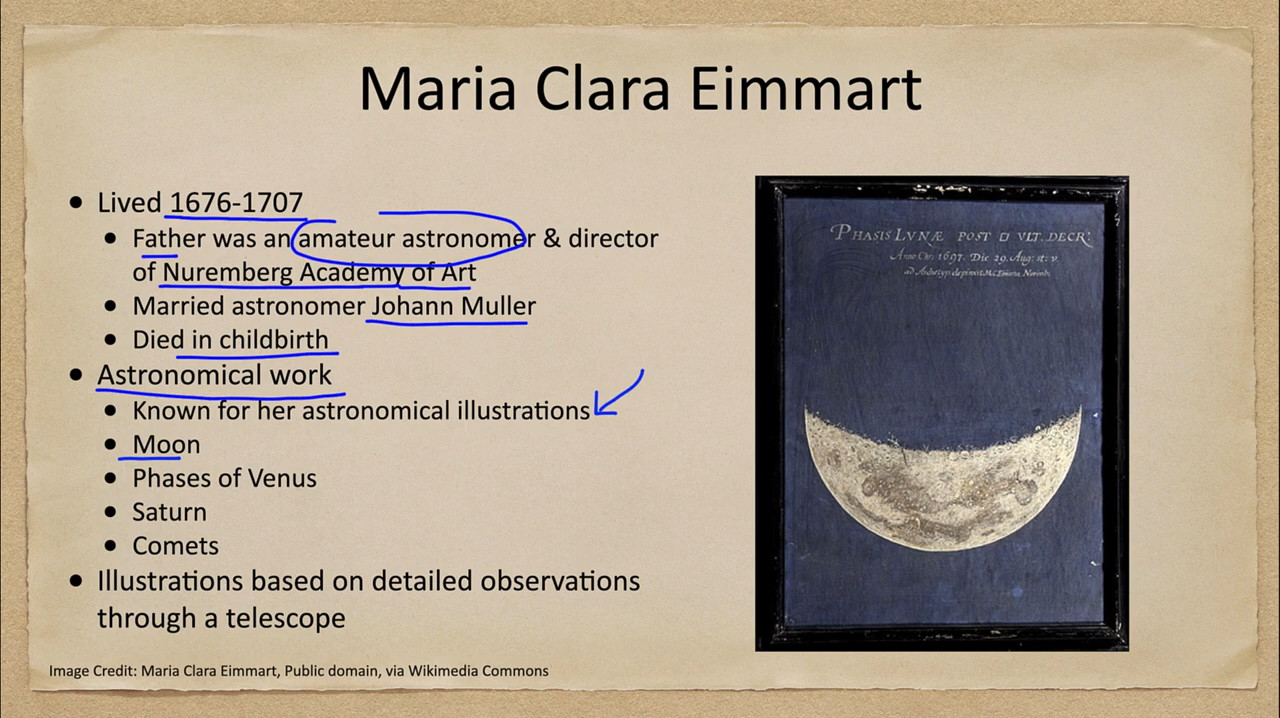 Maria Clara Eimmart
• Lived 1676-1707
• Father was an amateur astronomer & director
of Nuremberg Academy of Art
• Married astronomer Johann Muller
• Died in childbirth
• Astronomical work
• Known for her astronomical illustrations
• Moon
• Phases of Venus
• Saturn
• Comets
• Illustrations based on detailed observations
through a telescope
PHASIS LVNÆ POST □ VLT. DECR:
Anno Chr. 1697. Die 29. Aug: st: v.
ad Archetyp. depinxit
Image Credit: Maria Clara Eimmart, Public domain, via Wikimedia Commons